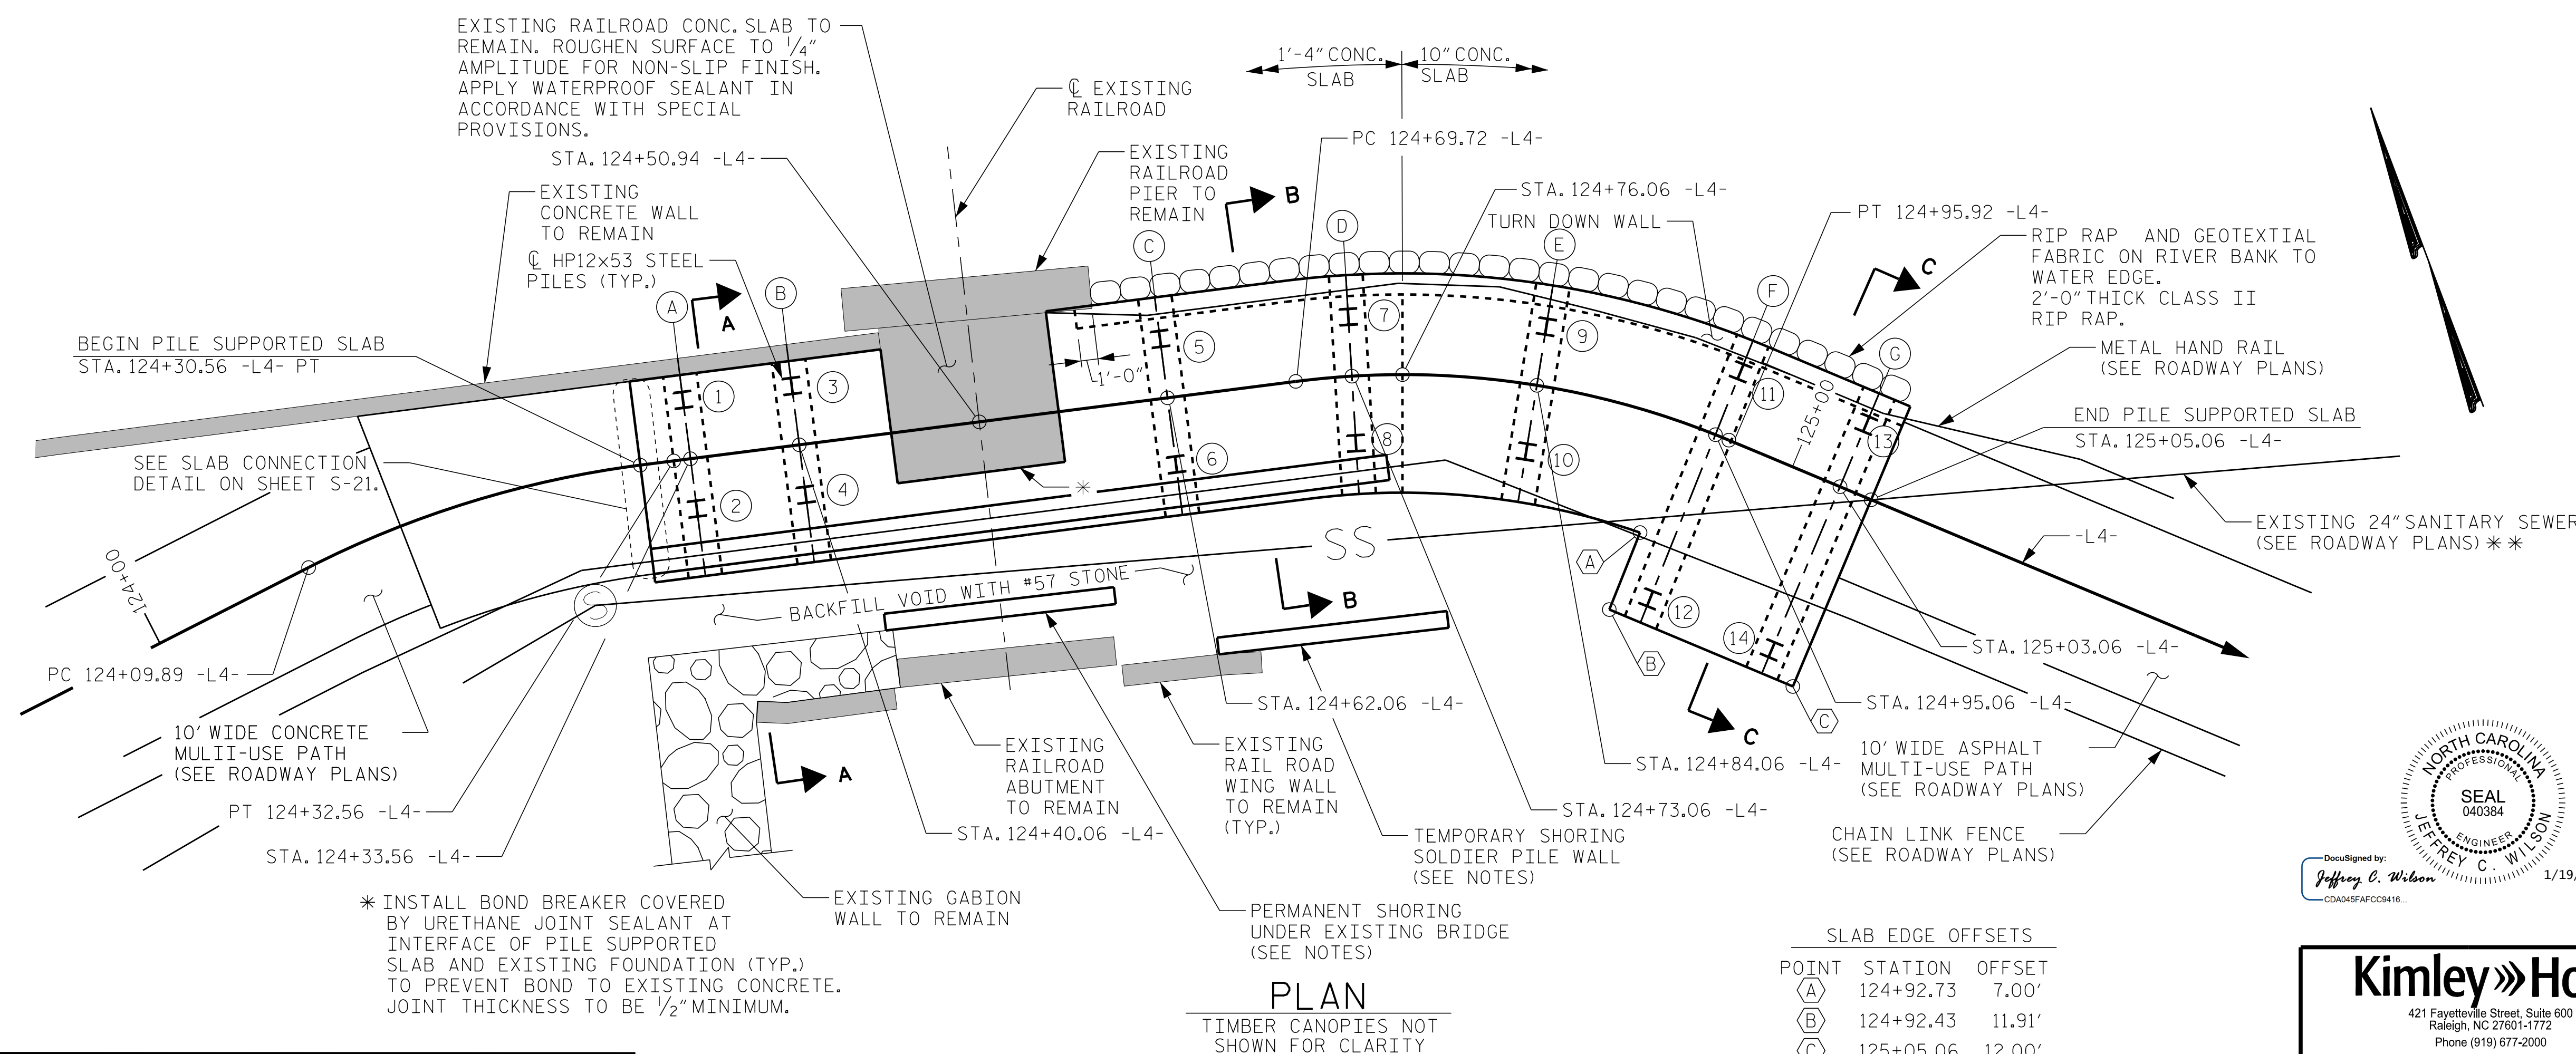 EXISTING RAILROAD CONC. SLAB TO
REMAIN. ROUGHEN SURFACE TO 1/4"
AMPLITUDE FOR NON-SLIP FINISH.
APPLY WATERPROOF SEALANT IN
ACCORDANCE WITH SPECIAL
PROVISIONS.
STA. 124+50.94 -L4-
EXISTING
CONCRETE WALL
TO REMAIN
℄ HP12x53 STEEL
PILES (TYP.)
℄ EXISTING
RAILROAD
EXISTING
RAILROAD
PIER TO
REMAIN
1'-4" CONC.
SLAB
10" CONC.
SLAB
PC 124+69.72 -L4-
STA. 124+76.06 -L4-
TURN DOWN WALL
PT 124+95.92 -L4-
RIP RAP AND GEOTEXTIAL
FABRIC ON RIVER BANK TO
WATER EDGE.
2'-0" THICK CLASS II
RIP RAP.
METAL HAND RAIL
(SEE ROADWAY PLANS)
END PILE SUPPORTED SLAB
STA. 125+05.06 -L4-
EXISTING 24" SANITARY SEWER
(SEE ROADWAY PLANS) * *
BEGIN PILE SUPPORTED SLAB
STA. 124+30.56 -L4- PT
SEE SLAB CONNECTION
DETAIL ON SHEET S-21.
A
B
C
D
E
F
G
A
A
B
B
C
C
1
2
3
4
5
6
7
8
9
10
11
12
13
14
1'-0"
*
124+00
125+00
-L4-
SS
S
A
B
C
BACKFILL VOID WITH #57 STONE
PC 124+09.89 -L4-
10' WIDE CONCRETE
MULII-USE PATH
(SEE ROADWAY PLANS)
PT 124+32.56 -L4-
STA. 124+33.56 -L4-
STA. 124+40.06 -L4-
EXISTING
RAILROAD
ABUTMENT
TO REMAIN
EXISTING
RAIL ROAD
WING WALL
TO REMAIN
(TYP.)
STA. 124+62.06 -L4-
STA. 124+73.06 -L4-
STA. 124+84.06 -L4-
STA. 124+95.06 -L4-
STA. 125+03.06 -L4-
TEMPORARY SHORING
SOLDIER PILE WALL
(SEE NOTES)
10' WIDE ASPHALT
MULTI-USE PATH
(SEE ROADWAY PLANS)
CHAIN LINK FENCE
(SEE ROADWAY PLANS)
EXISTING GABION
WALL TO REMAIN
PERMANENT SHORING
UNDER EXISTING BRIDGE
(SEE NOTES)
* INSTALL BOND BREAKER COVERED
BY URETHANE JOINT SEALANT AT
INTERFACE OF PILE SUPPORTED
SLAB AND EXISTING FOUNDATION (TYP.)
TO PREVENT BOND TO EXISTING CONCRETE.
JOINT THICKNESS TO BE 1/2" MINIMUM.
PLAN
TIMBER CANOPIES NOT
SHOWN FOR CLARITY
SLAB EDGE OFFSETS
POINT STATION OFFSET
A 124+92.73 7.00'
B 124+92.43 11.91'
C 125+05.06 12.00'
NORTH CAROLINA
PROFESSIONAL
SEAL
040384
ENGINEER
JEFFREY C. WILSON
DocuSigned by:
Jeffrey C. Wilson
CDA045FAFCC9416...
1/19/
Kimley»Ho
421 Fayetteville Street, Suite 600
Raleigh, NC 27601-1772
Phone (919) 677-2000